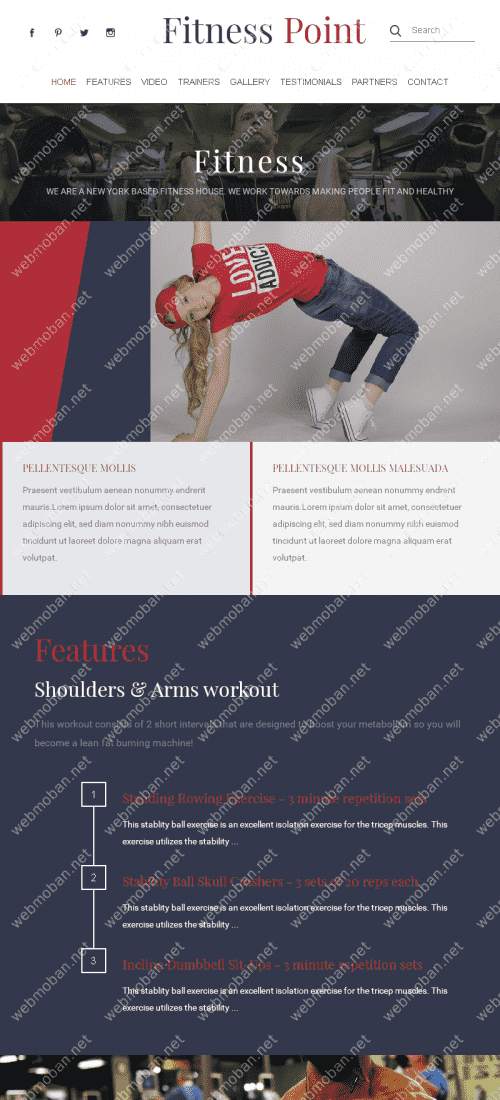 Fitness Point
Search
HOME FEATURES VIDEO TRAINERS GALLERY TESTIMONIALS PARTNERS CONTACT
Fitness
WE ARE A NEW YORK BASED FITNESS HOUSE. WE WORK TOWARDS MAKING PEOPLE FIT AND HEALTHY
LOVE
ADDICT
PELLENTESQUE MOLLIS
Praesent vestibulum aenean nonummy endrerit
mauris.Lorem ipsum dolor sit amet, consectetuer
adipiscing elit, sed diam nonummy nibh euismod
tincidunt ut laoreet dolore magna aliquam erat
volutpat.
PELLENTESQUE MOLLIS MALESUADA
Praesent vestibulum aenean nonummy endrerit
mauris.Lorem ipsum dolor sit amet, consectetuer
adipiscing elit, sed diam nonummy nibh euismod
tincidunt ut laoreet dolore magna aliquam erat
volutpat.
Features
Shoulders & Arms workout
This workout consists of 2 short intervals that are designed to boost your metabolism so you will
become a lean fat burning machine!
1
Standing Rowing Exercise - 3 minute repetition sets
This stablity ball exercise is an excellent isolation exercise for the tricep muscles. This
exercise utilizes the stability ...
2
Stability Ball Skull Crushers - 3 sets of 20 reps each
This stablity ball exercise is an excellent isolation exercise for the tricep muscles. This
exercise utilizes the stability ...
3
Incline Dumbbell Sit-Ups - 3 minute repetition sets
This stablity ball exercise is an excellent isolation exercise for the tricep muscles. This
exercise utilizes the stability ...
webmoban.net